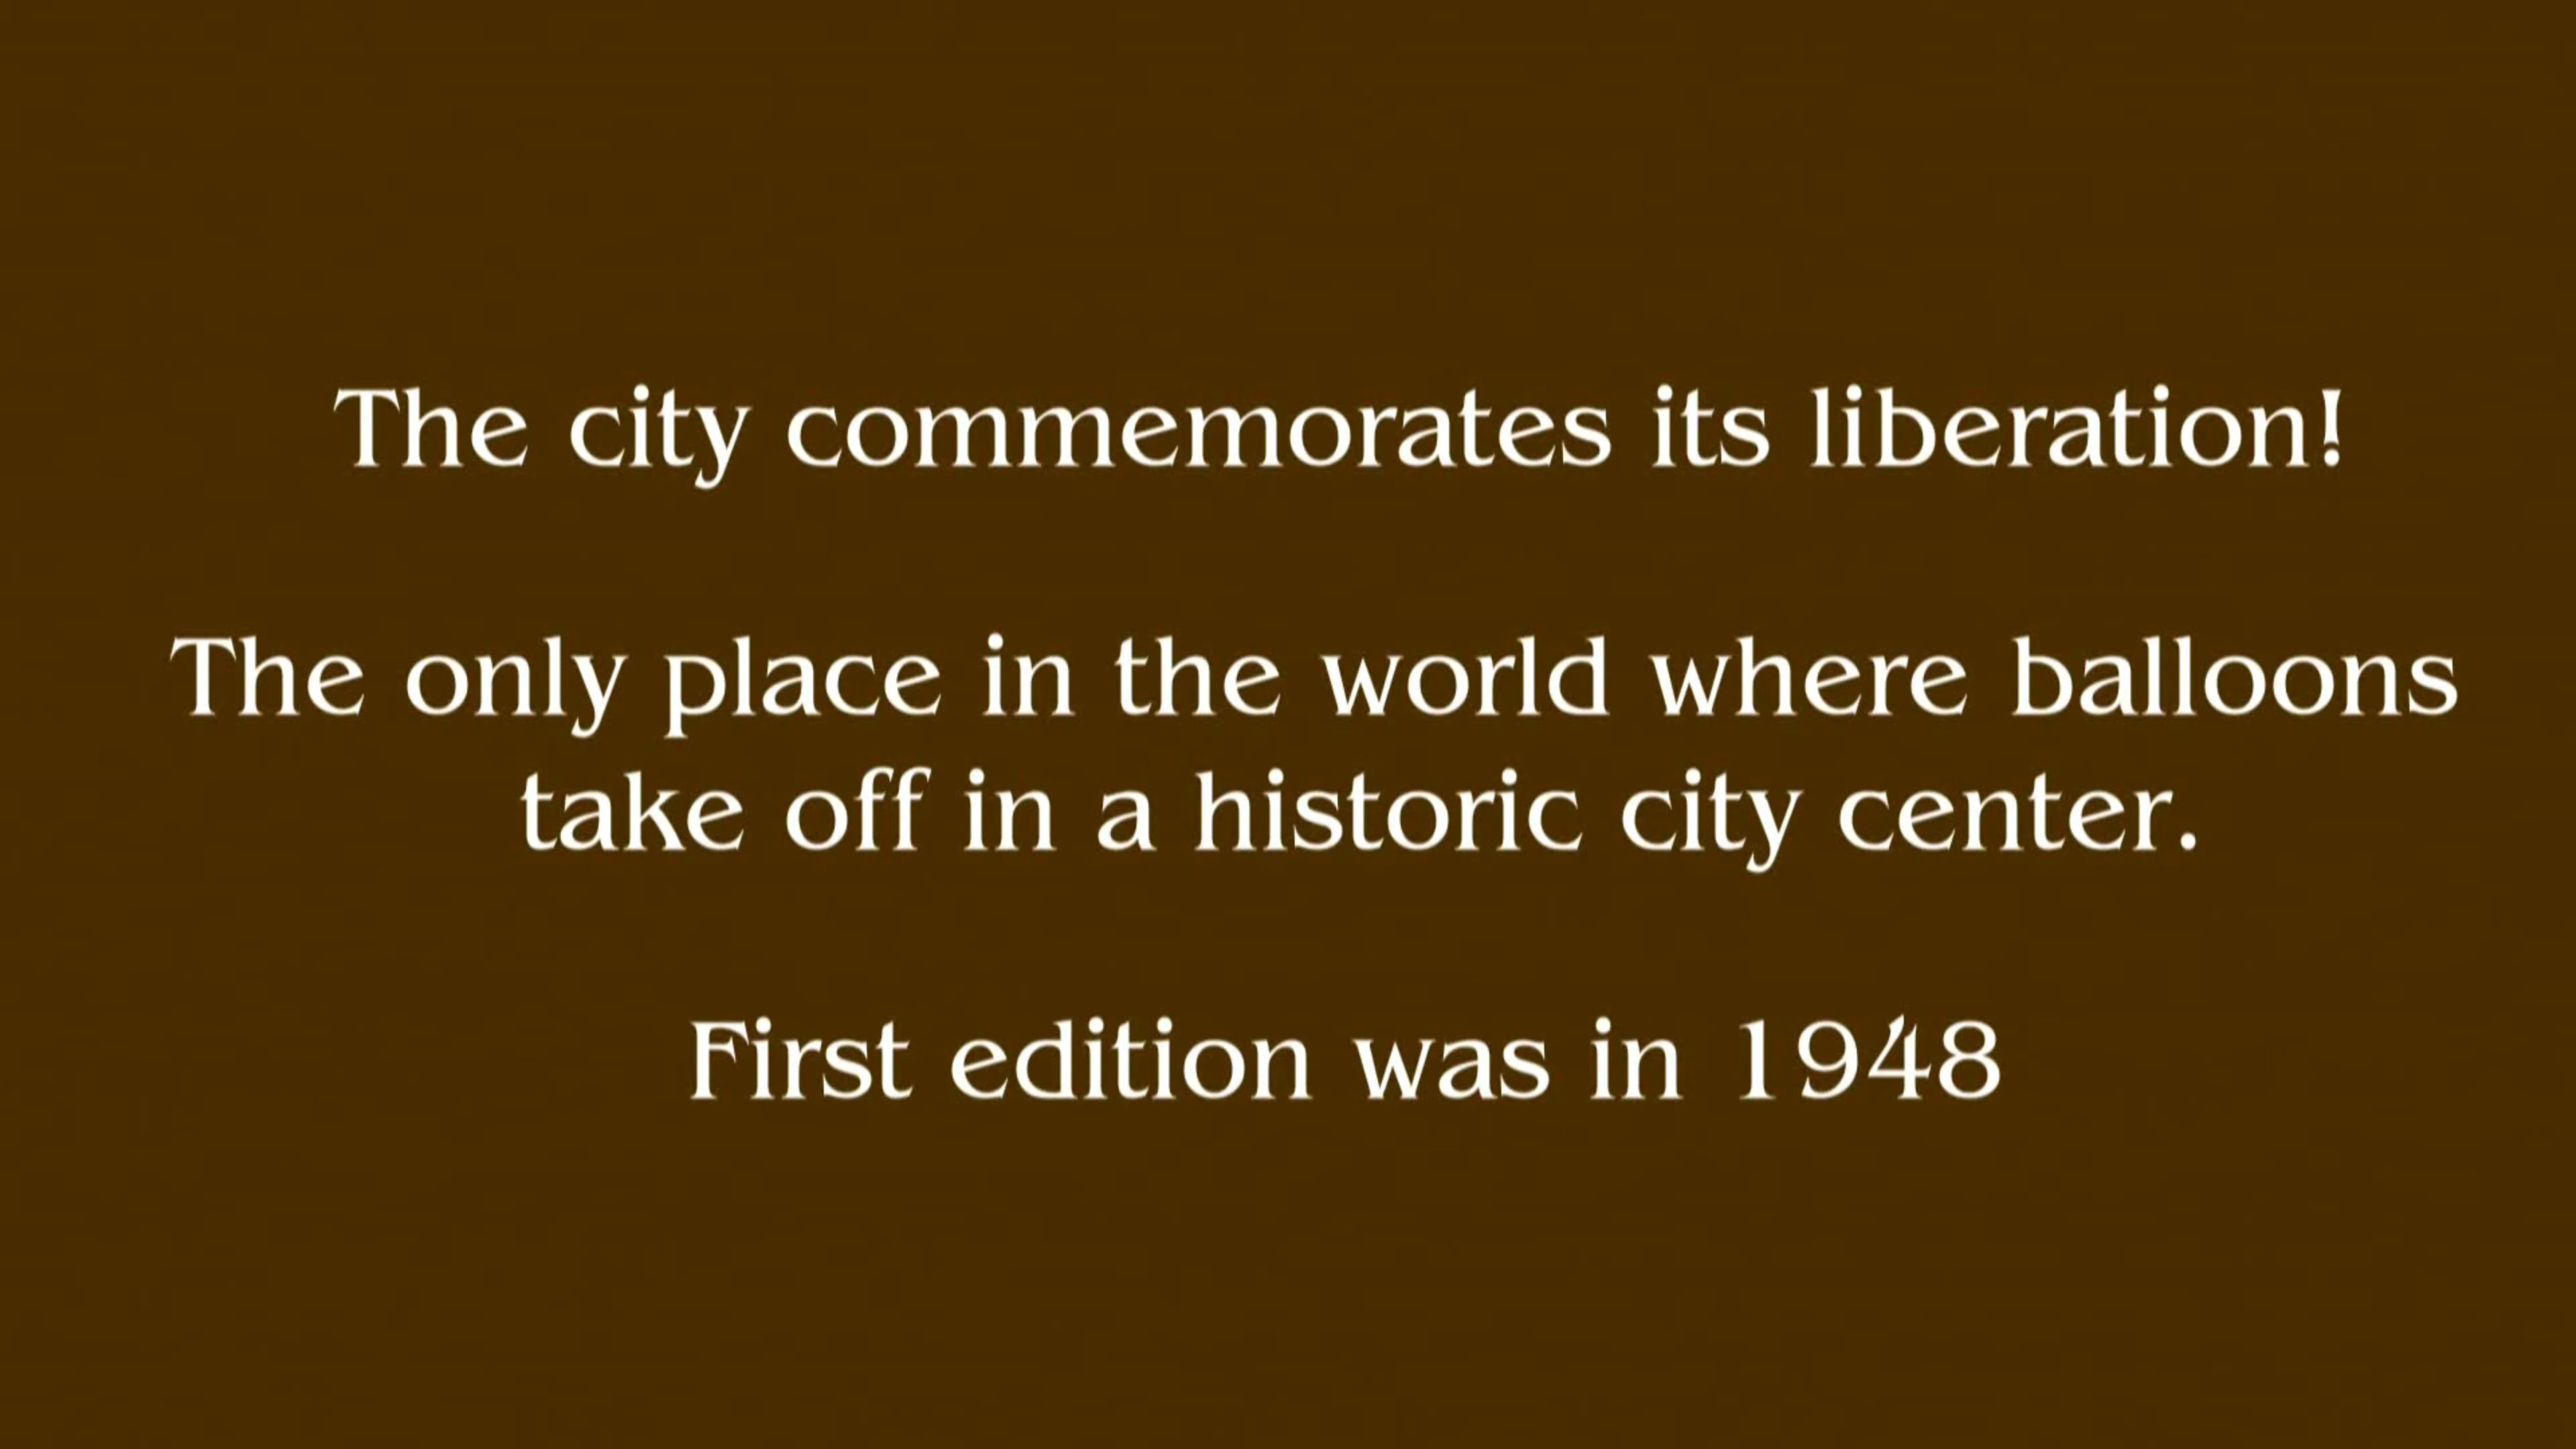 The city commemorates its liberation!
The only place in the world where balloons
take off in a historic city center.
First edition was in 1948